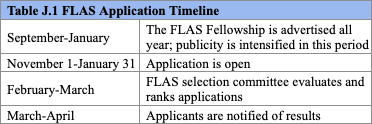 Table J.1 FLAS Application Timeline
September-January
The FLAS Fellowship is advertised all
year; publicity is intensified in this period
November 1-January 31
Application is open
February-March
FLAS selection committee evaluates and
ranks applications
March-April
Applicants are notified of results